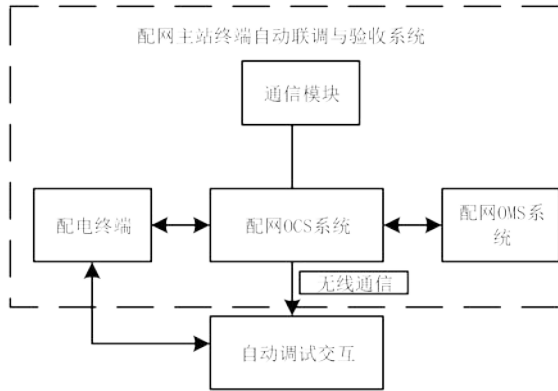 配网主站终端自动联调与验收系统
通信模块
配电终端
配网OCS系统
配网OMS系
统
无线通信
自动调试交互